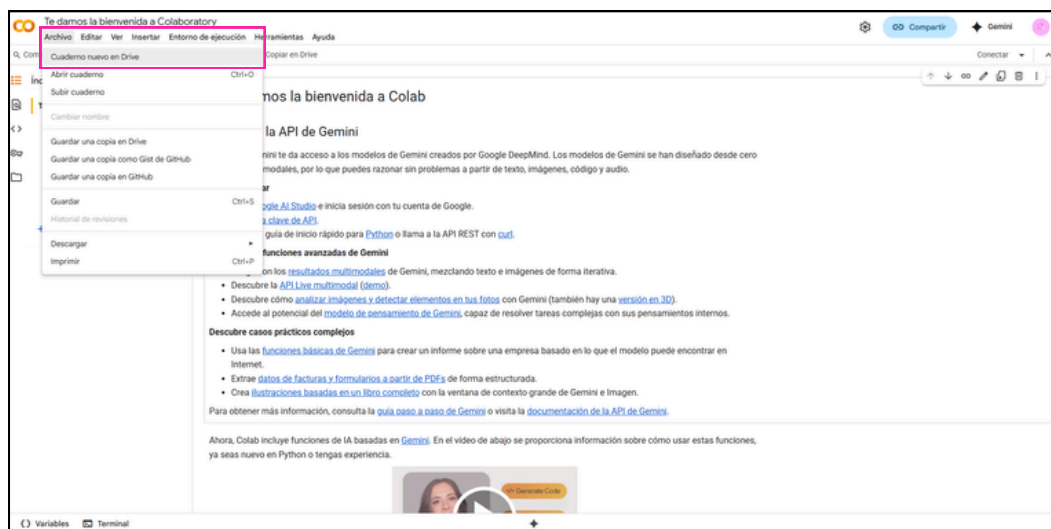 Te damos la bienvenida a Colaboratory
Archivo Editar Ver Insertar Entorno de ejecución Herramientas Ayuda
Compartir
Gemini
Com
Copiar en Drive
Conectar
Cuaderno nuevo en Drive
Abrir cuaderno Ctrl+O
Subir cuaderno
Cambiar nombre
Guardar una copia en Drive
Guardar una copia como Gist de GitHub
Guardar una copia en GitHub
Guardar Ctrl+S
Historial de revisiones
Descargar
Imprimir Ctrl+P
Índ
mos la bienvenida a Colab
la API de Gemini
mini te da acceso a los modelos de Gemini creados por Google DeepMind. Los modelos de Gemini se han diseñado desde cero
modales, por lo que puedes razonar sin problemas a partir de texto, imágenes, código y audio.
ar
ogle AI Studio e inicia sesión con tu cuenta de Google.
a clave de API.
guía de inicio rápido para Python o llama a la API REST con curl.
funciones avanzadas de Gemini
on los resultados multimodales de Gemini, mezclando texto e imágenes de forma iterativa.
• Descubre la API Live multimodal (demo).
• Descubre cómo analizar imágenes y detectar elementos en tus fotos con Gemini (también hay una versión en 3D).
• Accede al potencial del modelo de pensamiento de Gemini, capaz de resolver tareas complejas con sus pensamientos internos.
Descubre casos prácticos complejos
• Usa las funciones básicas de Gemini para crear un informe sobre una empresa basado en lo que el modelo puede encontrar en
Internet.
• Extrae datos de facturas y formularios a partir de PDFs de forma estructurada.
• Crea ilustraciones basadas en un libro completo con la ventana de contexto grande de Gemini e Imagen.
Para obtener más información, consulta la guía paso a paso de Gemini o visita la documentación de la API de Gemini.
Ahora, Colab incluye funciones de IA basadas en Gemini. En el vídeo de abajo se proporciona información sobre cómo usar estas funciones,
ya seas nuevo en Python o tengas experiencia.
Generate Code
Variables Terminal